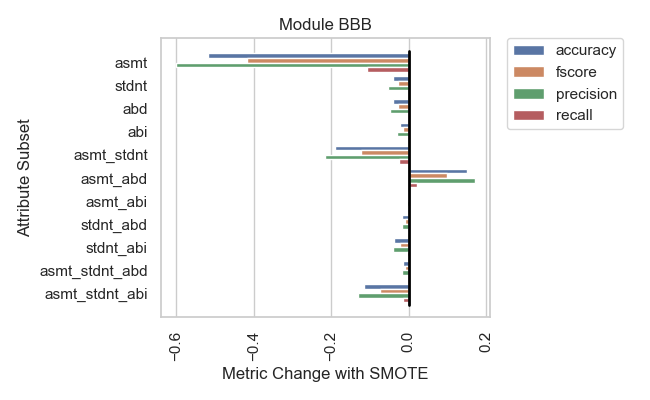 Module BBB
accuracy
fscore
precision
recall
Attribute Subset
asmt
stdnt
abd
abi
asmt_stdnt
asmt_abd
asmt_abi
stdnt_abd
stdnt_abi
asmt_stdnt_abd
asmt_stdnt_abi
−0.6
−0.4
−0.2
0.0
0.2
Metric Change with SMOTE